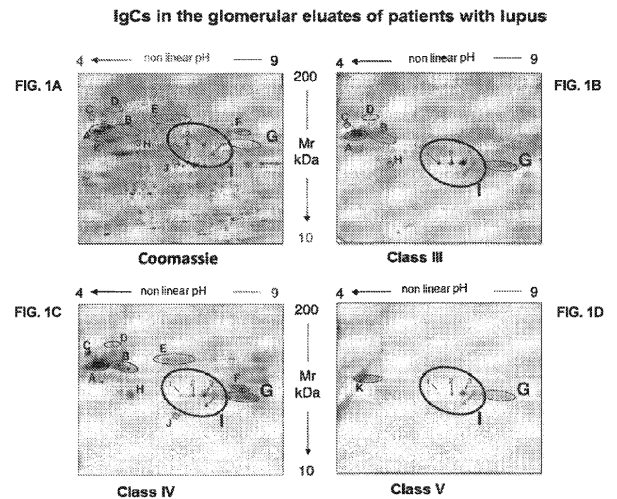 IgCs in the glomerular eluates of patients with lupus
4 non linear pH 9
200
4 non linear pH 9
FIG. 1A
FIG. 1B
C D E F G
A B H J I
Mr
kDa
C D B A H G I
10
Coomassie
Class III
4 non linear pH 9
200
4 non linear pH 9
FIG. 1C
FIG. 1D
C D E F G
A B H J I
Mr
kDa
K G I
10
Class IV
Class V